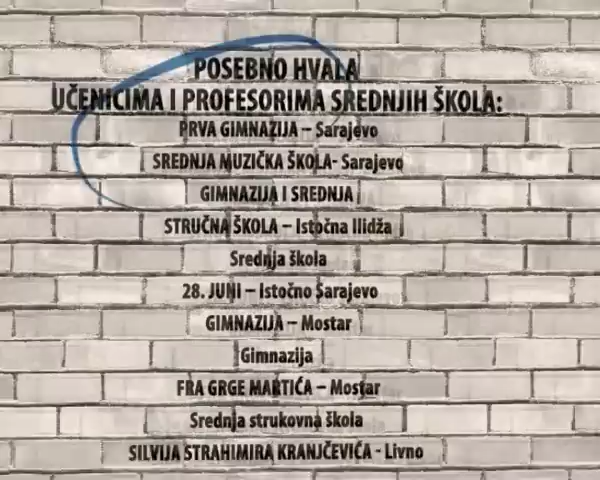 POSEBNO HVALA
UČENICIMA I PROFESORIMA SREDNJIH ŠKOLA:
PRVA GIMNAZIJA – Sarajevo
SREDNJA MUZIČKA ŠKOLA- Sarajevo
GIMNAZIJA I SREDNJA
STRUČNA ŠKOLA – Istočna Ilidža
Srednja škola
28. JUNI – Istočno Sarajevo
GIMNAZIJA – Mostar
Gimnazija
FRA GRGE MARTIĆA – Mostar
Srednja strukovna škola
SILVIJA STRAHIMIRA KRANJČEVIĆA - Livno